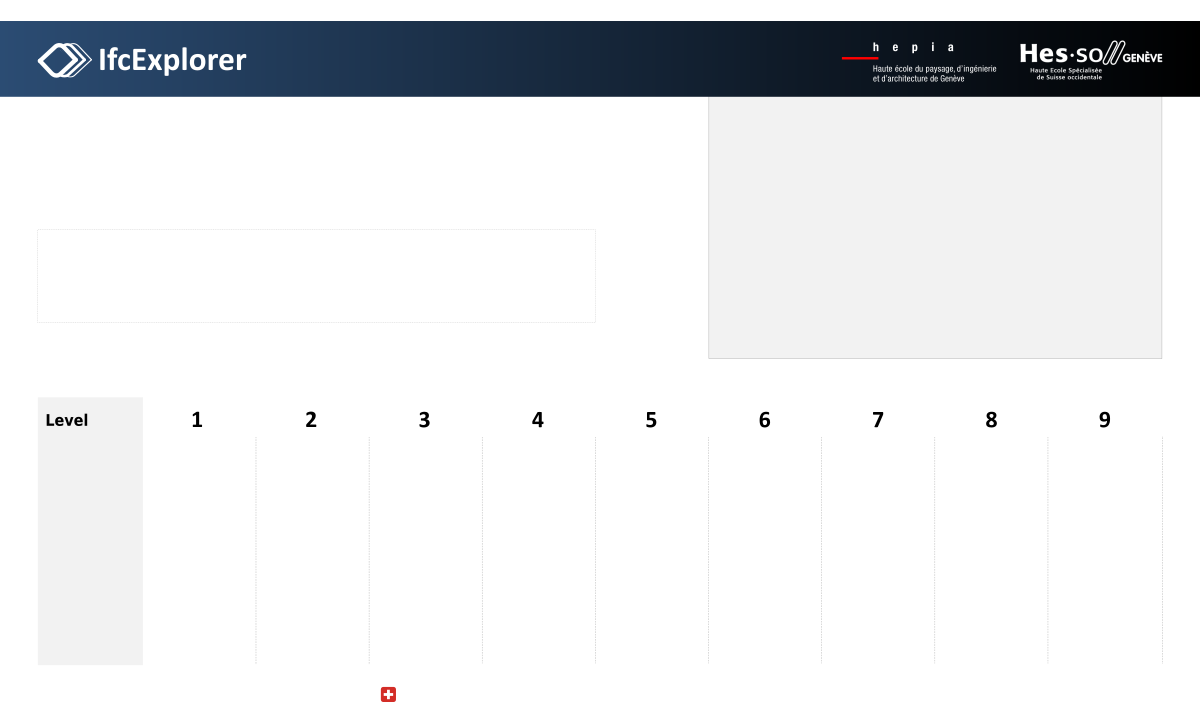 IfcExplorer
hepia
Haute école du paysage, d'ingénierie
et d'architecture de Genève
Hes·so GENÈVE
Haute Ecole Spécialisée
de Suisse occidentale
Level 1 2 3 4 5 6 7 8 9